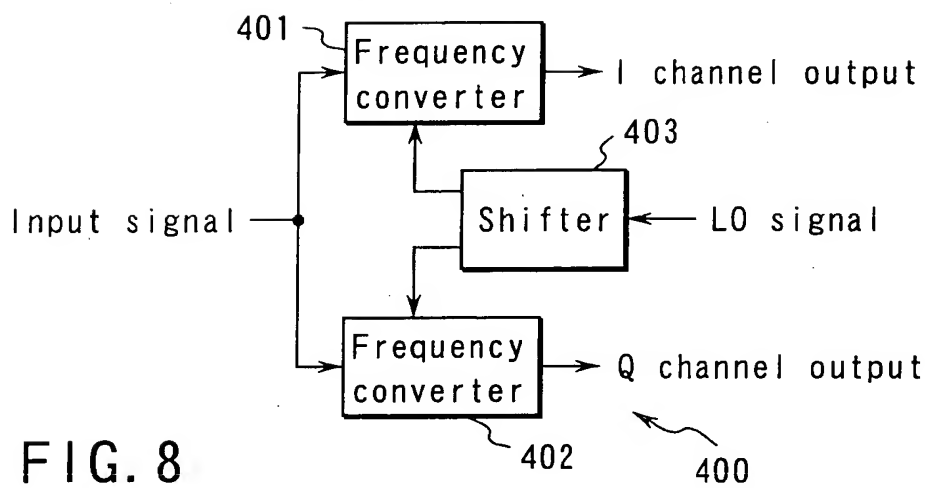 401
Frequency
converter
I channel output
403
Input signal
Shifter
LO signal
Frequency
converter
Q channel output
402
400
FIG. 8